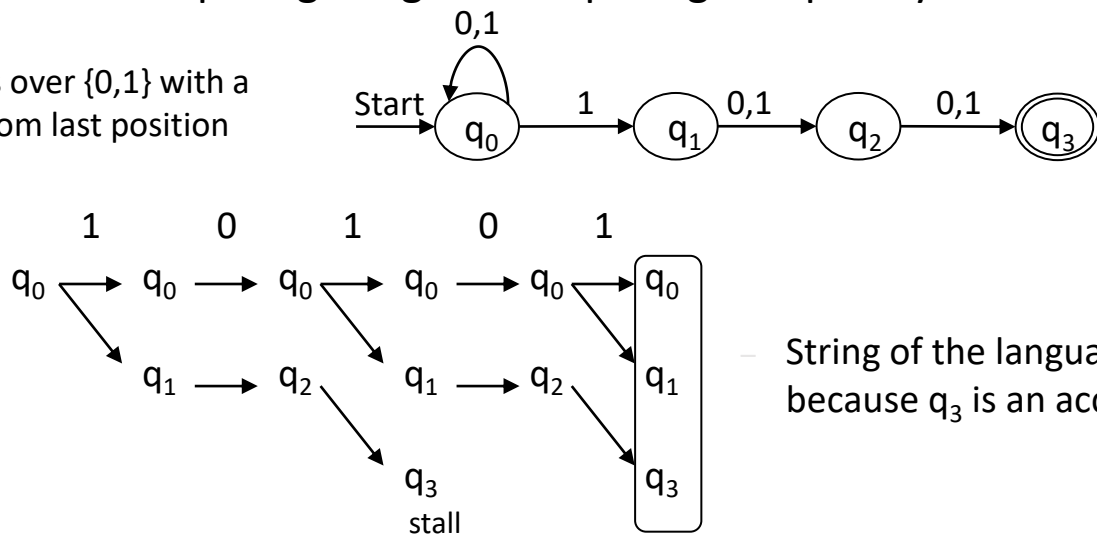 0,1
over {0,1} with a
om last position
Start q₀ 1 q₁ 0,1 q₂ 0,1 q₃
1 0 1 0 1
q₀ q₀ q₀ q₀ q₀ q₀
q₁ q₂ q₁ q₂ q₁
q₃ q₃
stall
– String of the langua
because q₃ is an acc